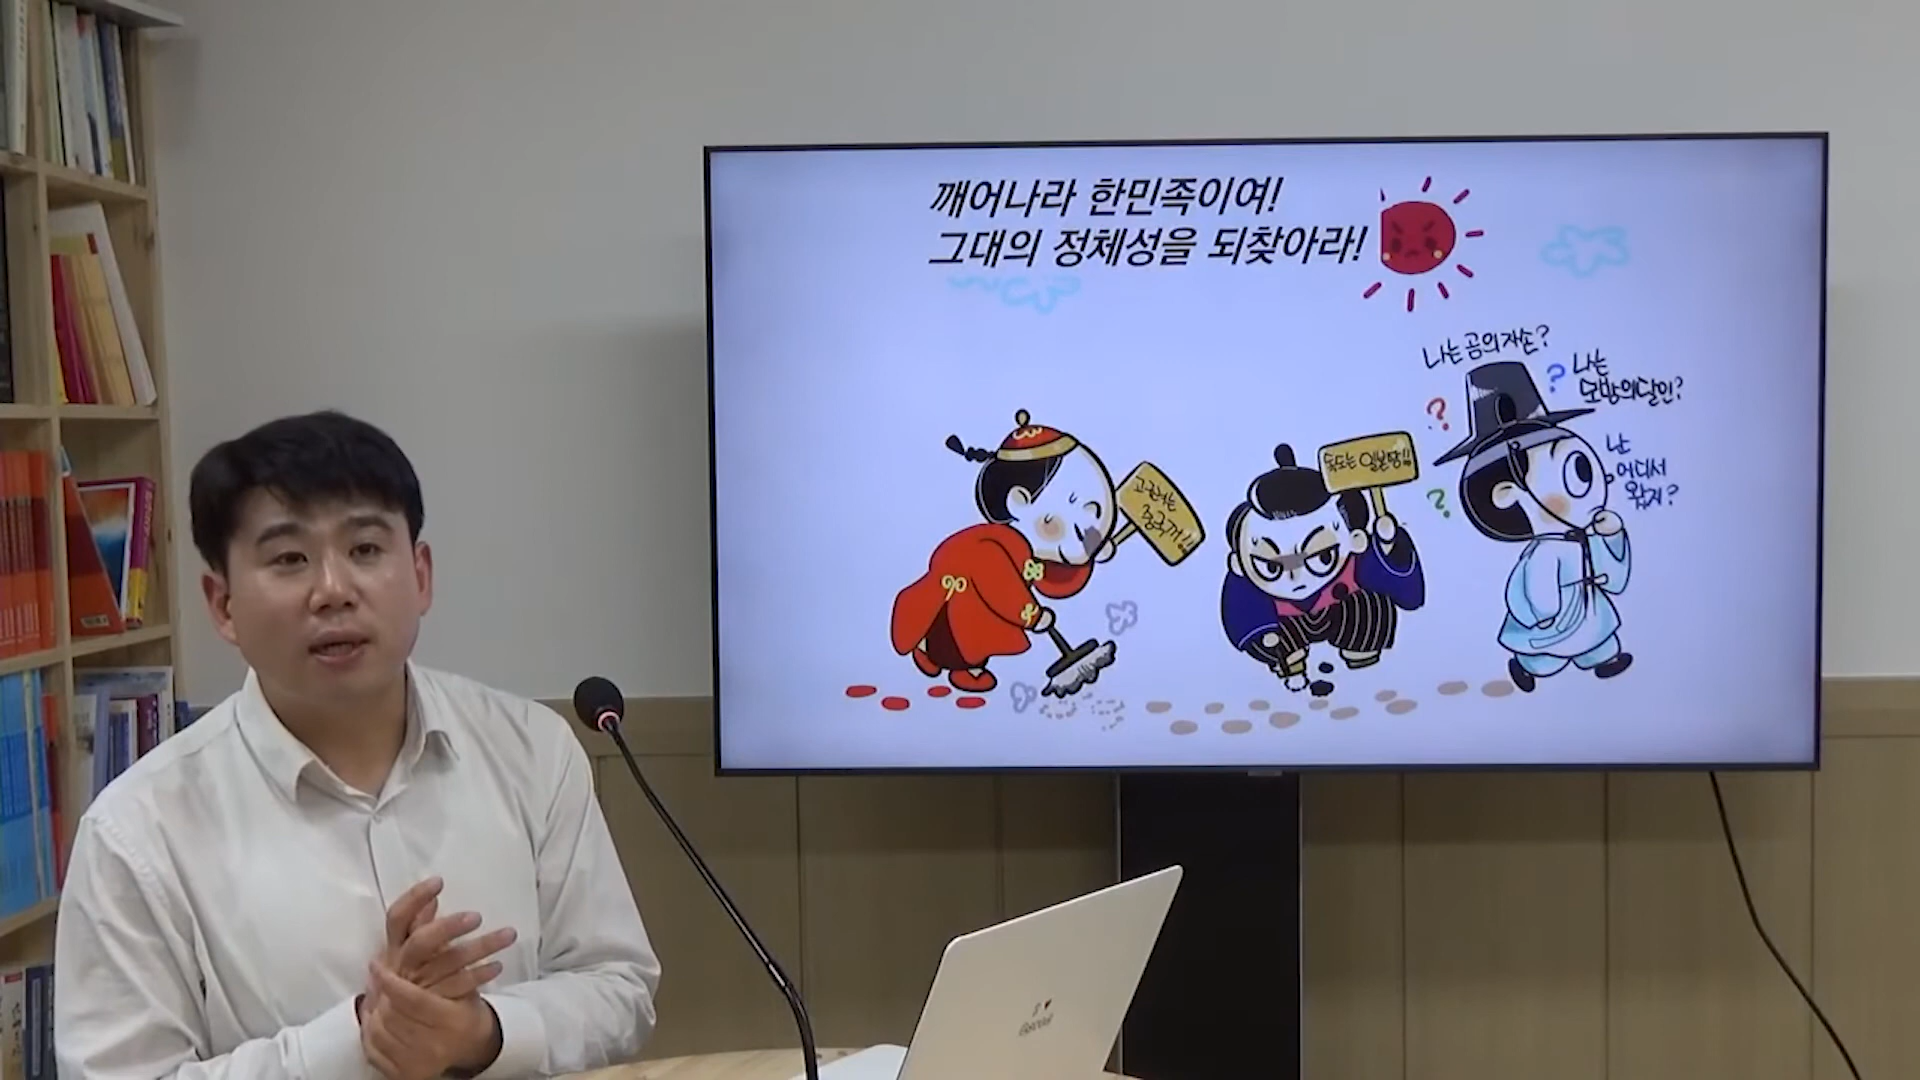 깨어나라 한민족이여!
그대의 정체성을 되찾아라!
나는 곰의 자손?
나는
모방의 달인?
난
어디서
왔지?
고구려는
중국꺼!!
독도는 일본땅!!